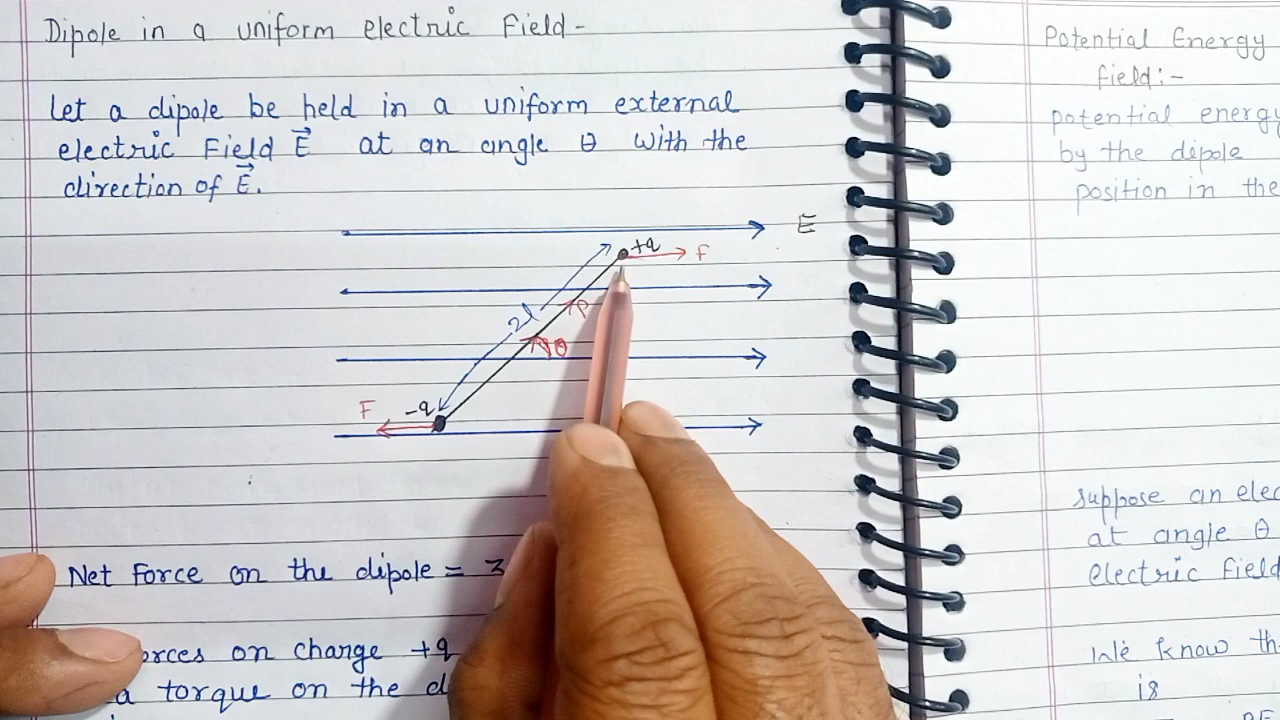 Dipole in a uniform electric Field -
Let a dipole be held in a uniform external
electric Field E⃗ at an angle θ with the
direction of E⃗.
E
+q
F
2l
p
θ
F
-q
Net Force on the dipole =
orces on charge +q
a torque on the d
Potential Energy
field:-
potential energy
by the dipole
position in the
suppose an elec
at angle θ
electric field
We know th
is
PE